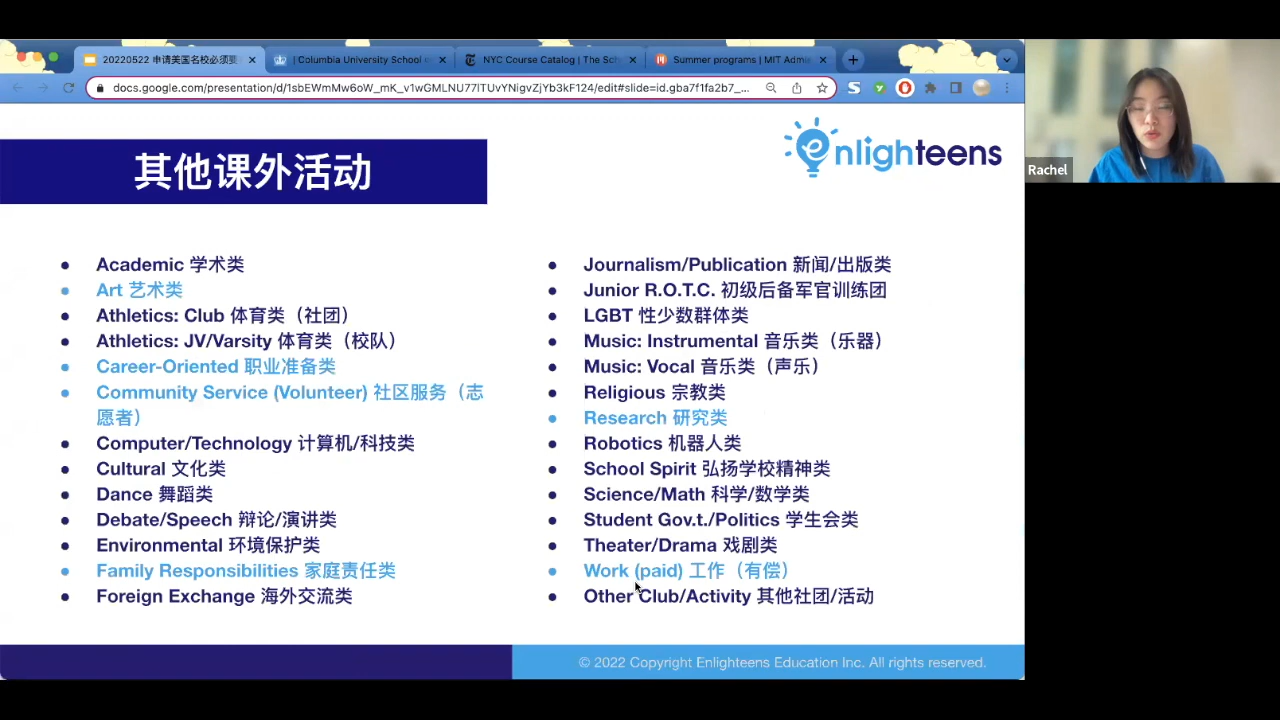 20220522 申请美国名校必须要
| Columbia University School o
NYC Course Catalog | The Sch
Summer programs | MIT Admi
docs.google.com/presentation/d/1sbEWmMw6oW_mK_v1wGMLNU77lTUvYNigvZjYb3kF124/edit#slide=id.gba7f1fa2b7_...
其他课外活动
enlighteens
Rachel
Academic 学术类
Art 艺术类
Athletics: Club 体育类（社团）
Athletics: JV/Varsity 体育类（校队）
Career-Oriented 职业准备类
Community Service (Volunteer) 社区服务（志
愿者）
Computer/Technology 计算机/科技类
Cultural 文化类
Dance 舞蹈类
Debate/Speech 辩论/演讲类
Environmental 环境保护类
Family Responsibilities 家庭责任类
Foreign Exchange 海外交流类
Journalism/Publication 新闻/出版类
Junior R.O.T.C. 初级后备军官训练团
LGBT 性少数群体类
Music: Instrumental 音乐类（乐器）
Music: Vocal 音乐类（声乐）
Religious 宗教类
Research 研究类
Robotics 机器人类
School Spirit 弘扬学校精神类
Science/Math 科学/数学类
Student Gov.t./Politics 学生会类
Theater/Drama 戏剧类
Work (paid) 工作（有偿）
Other Club/Activity 其他社团/活动
© 2022 Copyright Enlighteens Education Inc. All rights reserved.